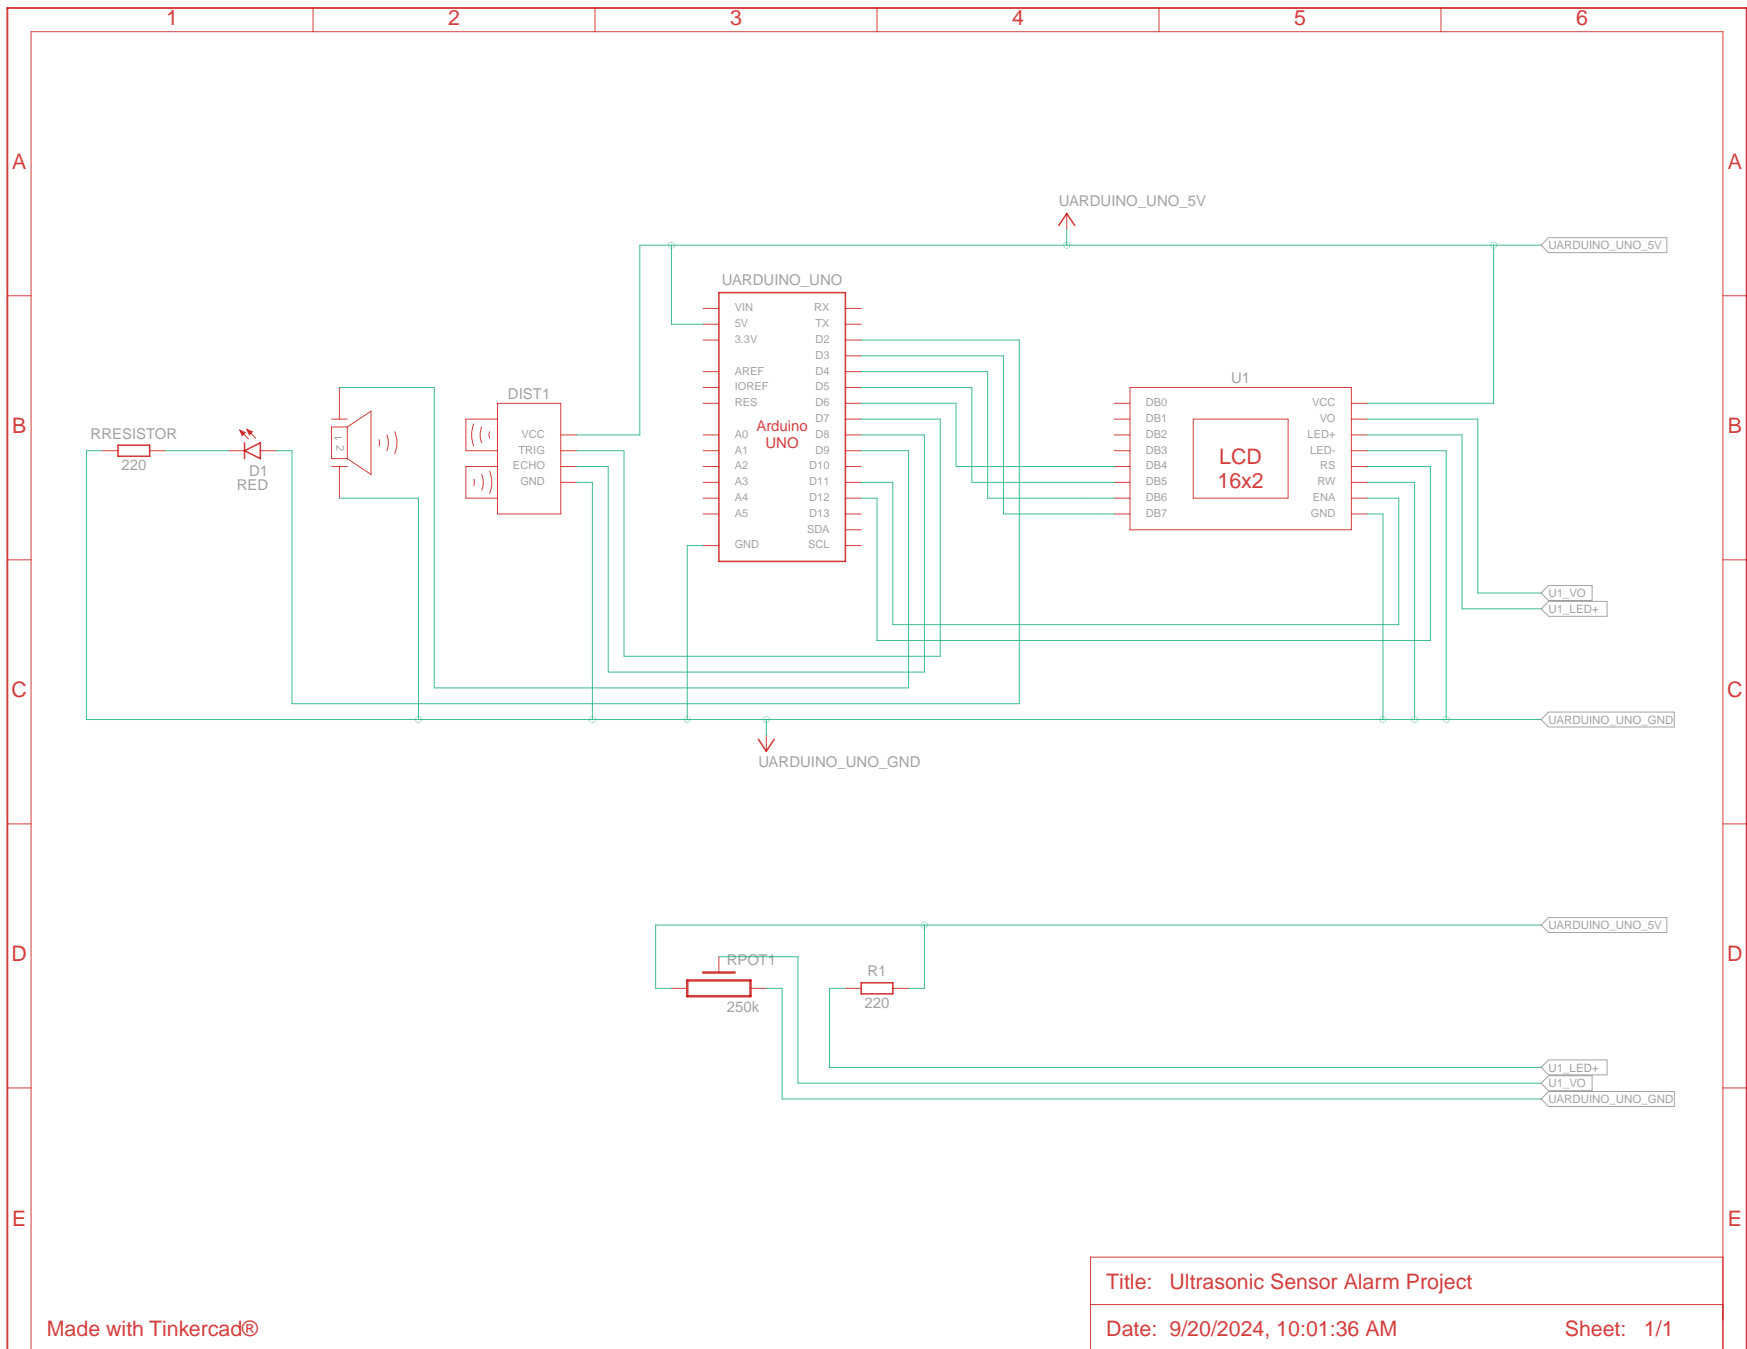 1 2 3 4 5 6
A A
UARDUINO_UNO_5V
UARDUINO_UNO_5V
UARDUINO_UNO
VIN RX
5V TX
3.3V D2
D3
AREF D4
IOREF D5
RES D6
D7
A0 D8
A1 D9
A2 D10
A3 D11
A4 D12
A5 D13
SDA
GND SCL
Arduino
UNO
U1
DB0 VCC
DB1 VO
DB2 LED+
DB3 LED-
DB4 RS
DB5 RW
DB6 ENA
DB7 GND
LCD
16x2
DIST1
VCC
TRIG
ECHO
GND
B B
RRESISTOR
220
D1
RED
1 2
U1_VO
U1_LED+
C C
UARDUINO_UNO_GND
UARDUINO_UNO_GND
UARDUINO_UNO_5V
D D
RPOT1
250k
R1
220
U1_LED+
U1_VO
UARDUINO_UNO_GND
E E
Title: Ultrasonic Sensor Alarm Project
Made with Tinkercad®
Date: 9/20/2024, 10:01:36 AM Sheet: 1/1